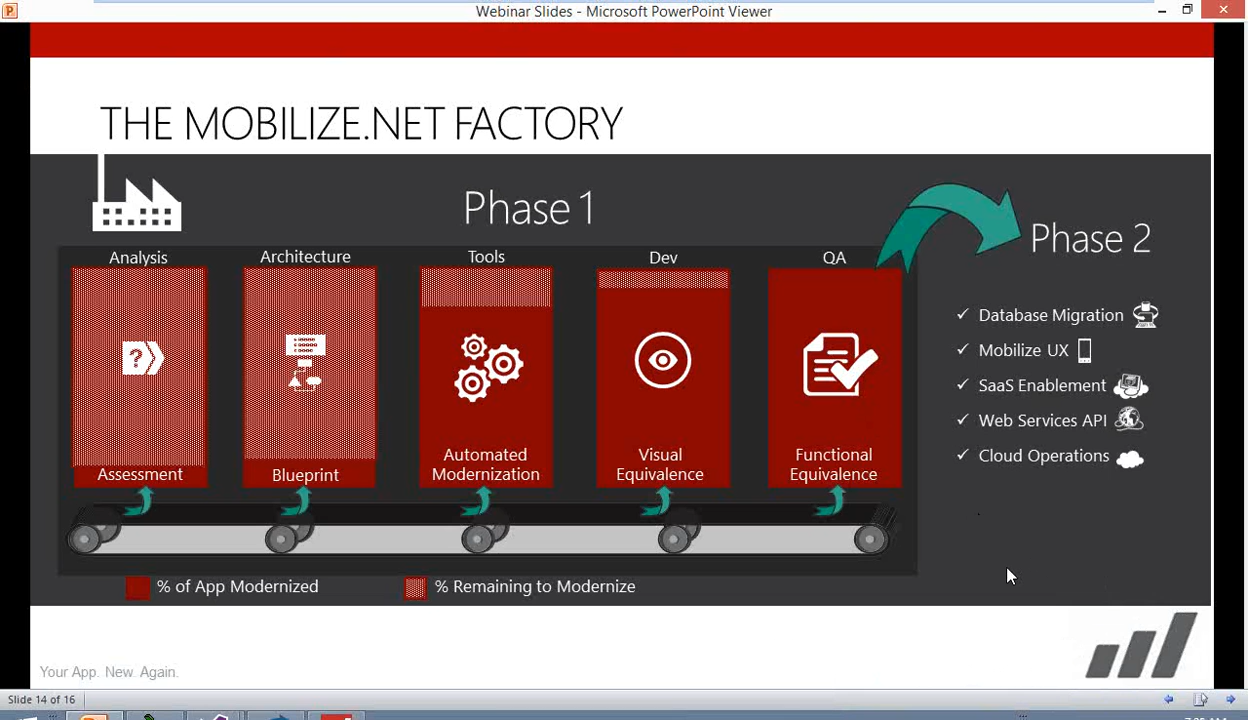 Webinar Slides - Microsoft PowerPoint Viewer
THE MOBILIZE.NET FACTORY
Phase 1
Phase 2
Analysis
Architecture
Tools
Dev
QA
?
Assessment
Blueprint
Automated
Modernization
Visual
Equivalence
Functional
Equivalence
Database Migration
Mobilize UX
SaaS Enablement
Web Services API
Cloud Operations
% of App Modernized
% Remaining to Modernize
Your App. New. Again.
Slide 14 of 16